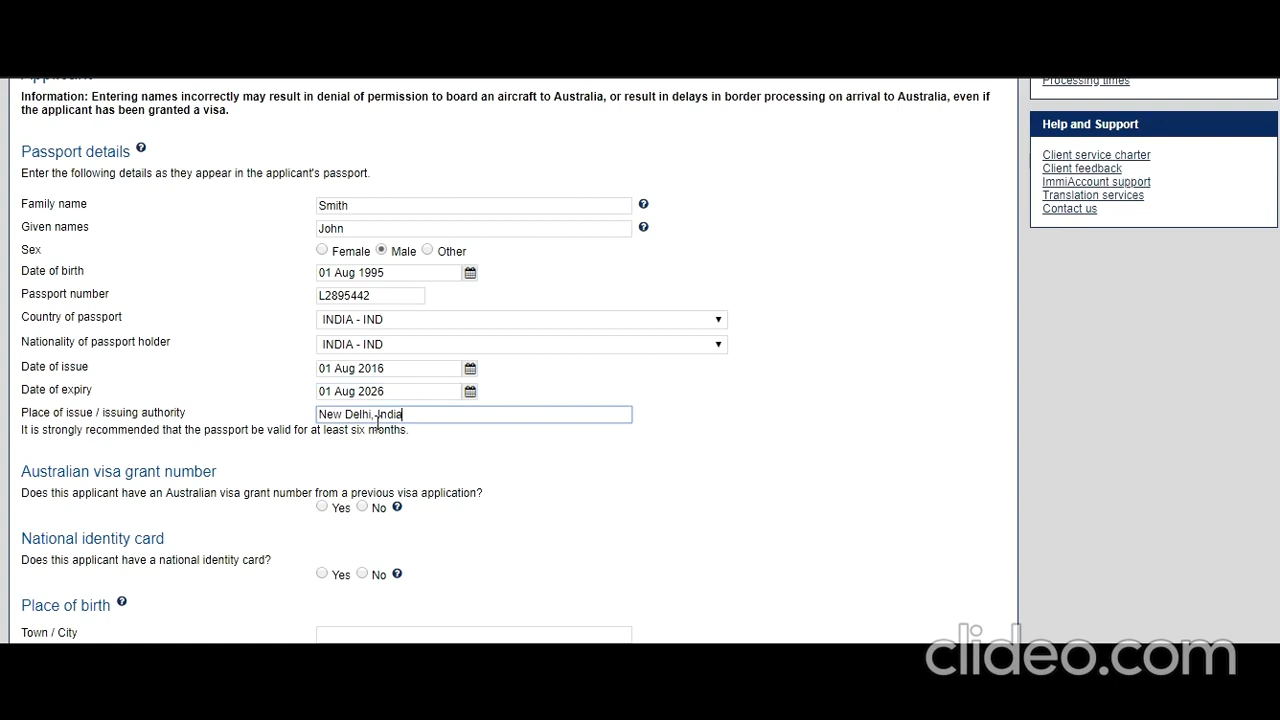 Applicant
Processing times
Information: Entering names incorrectly may result in denial of permission to board an aircraft to Australia, or result in delays in border processing on arrival to Australia, even if
the applicant has been granted a visa.
Help and Support
Client service charter
Client feedback
ImmiAccount support
Translation services
Contact us
Passport details
Enter the following details as they appear in the applicant's passport.
Family name Smith
Given names John
Sex Female Male Other
Date of birth 01 Aug 1995
Passport number L2895442
Country of passport INDIA - IND
Nationality of passport holder INDIA - IND
Date of issue 01 Aug 2016
Date of expiry 01 Aug 2026
Place of issue / issuing authority New Delhi, India
It is strongly recommended that the passport be valid for at least six months.
Australian visa grant number
Does this applicant have an Australian visa grant number from a previous visa application?
Yes No
National identity card
Does this applicant have a national identity card?
Yes No
Place of birth
Town / City
clideo.com